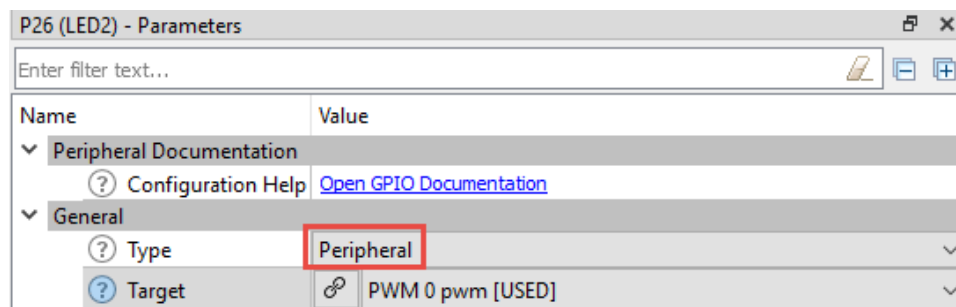 P26 (LED2) - Parameters
Enter filter text...
Name Value
Peripheral Documentation
? Configuration Help Open GPIO Documentation
General
? Type Peripheral
? Target PWM 0 pwm [USED]